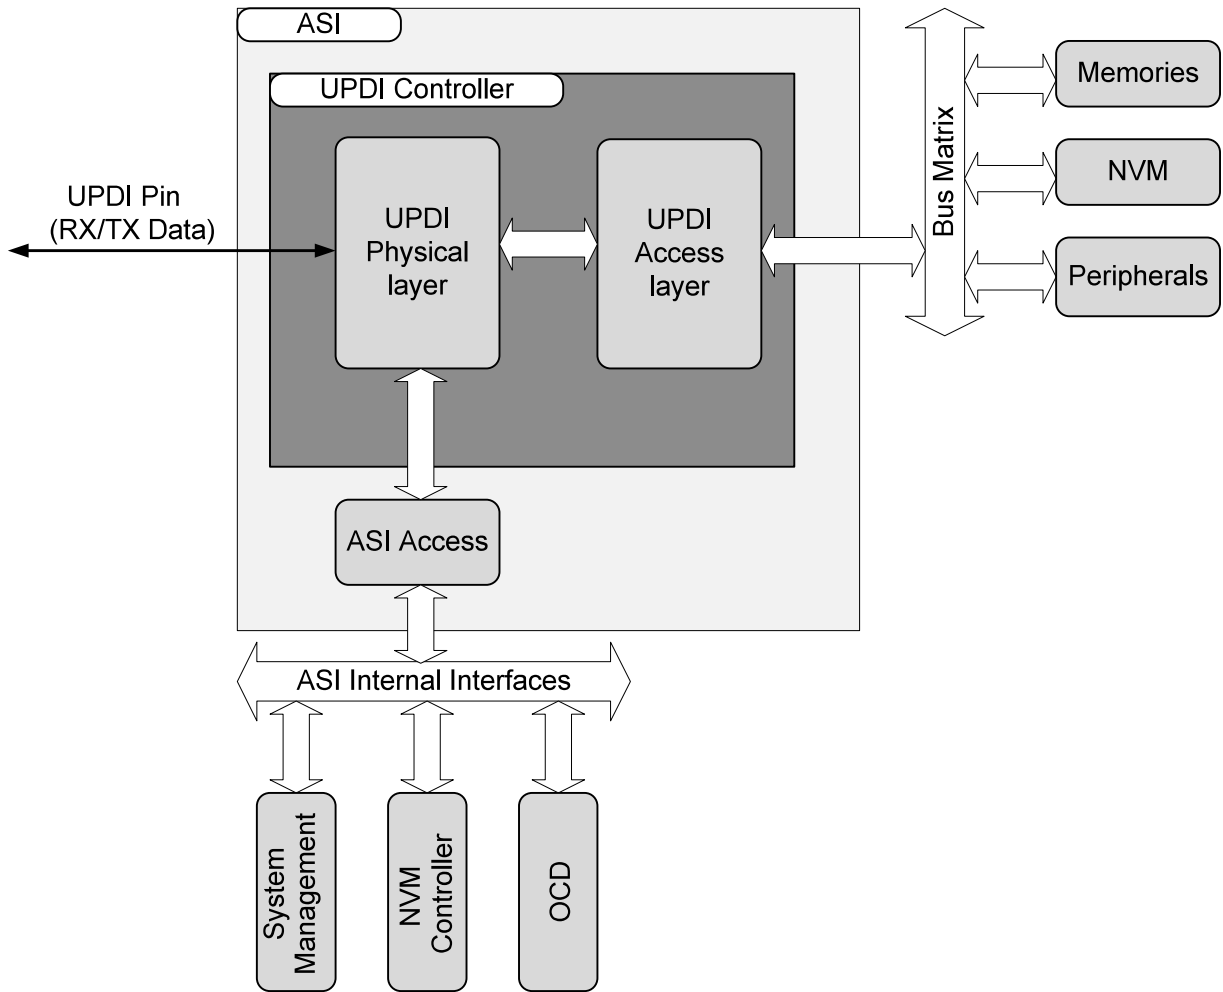 ASI
UPDI Controller
UPDI Pin
(RX/TX Data)
UPDI
Physical
layer
UPDI
Access
layer
Bus Matrix
Memories
NVM
Peripherals
ASI Access
ASI Internal Interfaces
System
Management
NVM
Controller
OCD